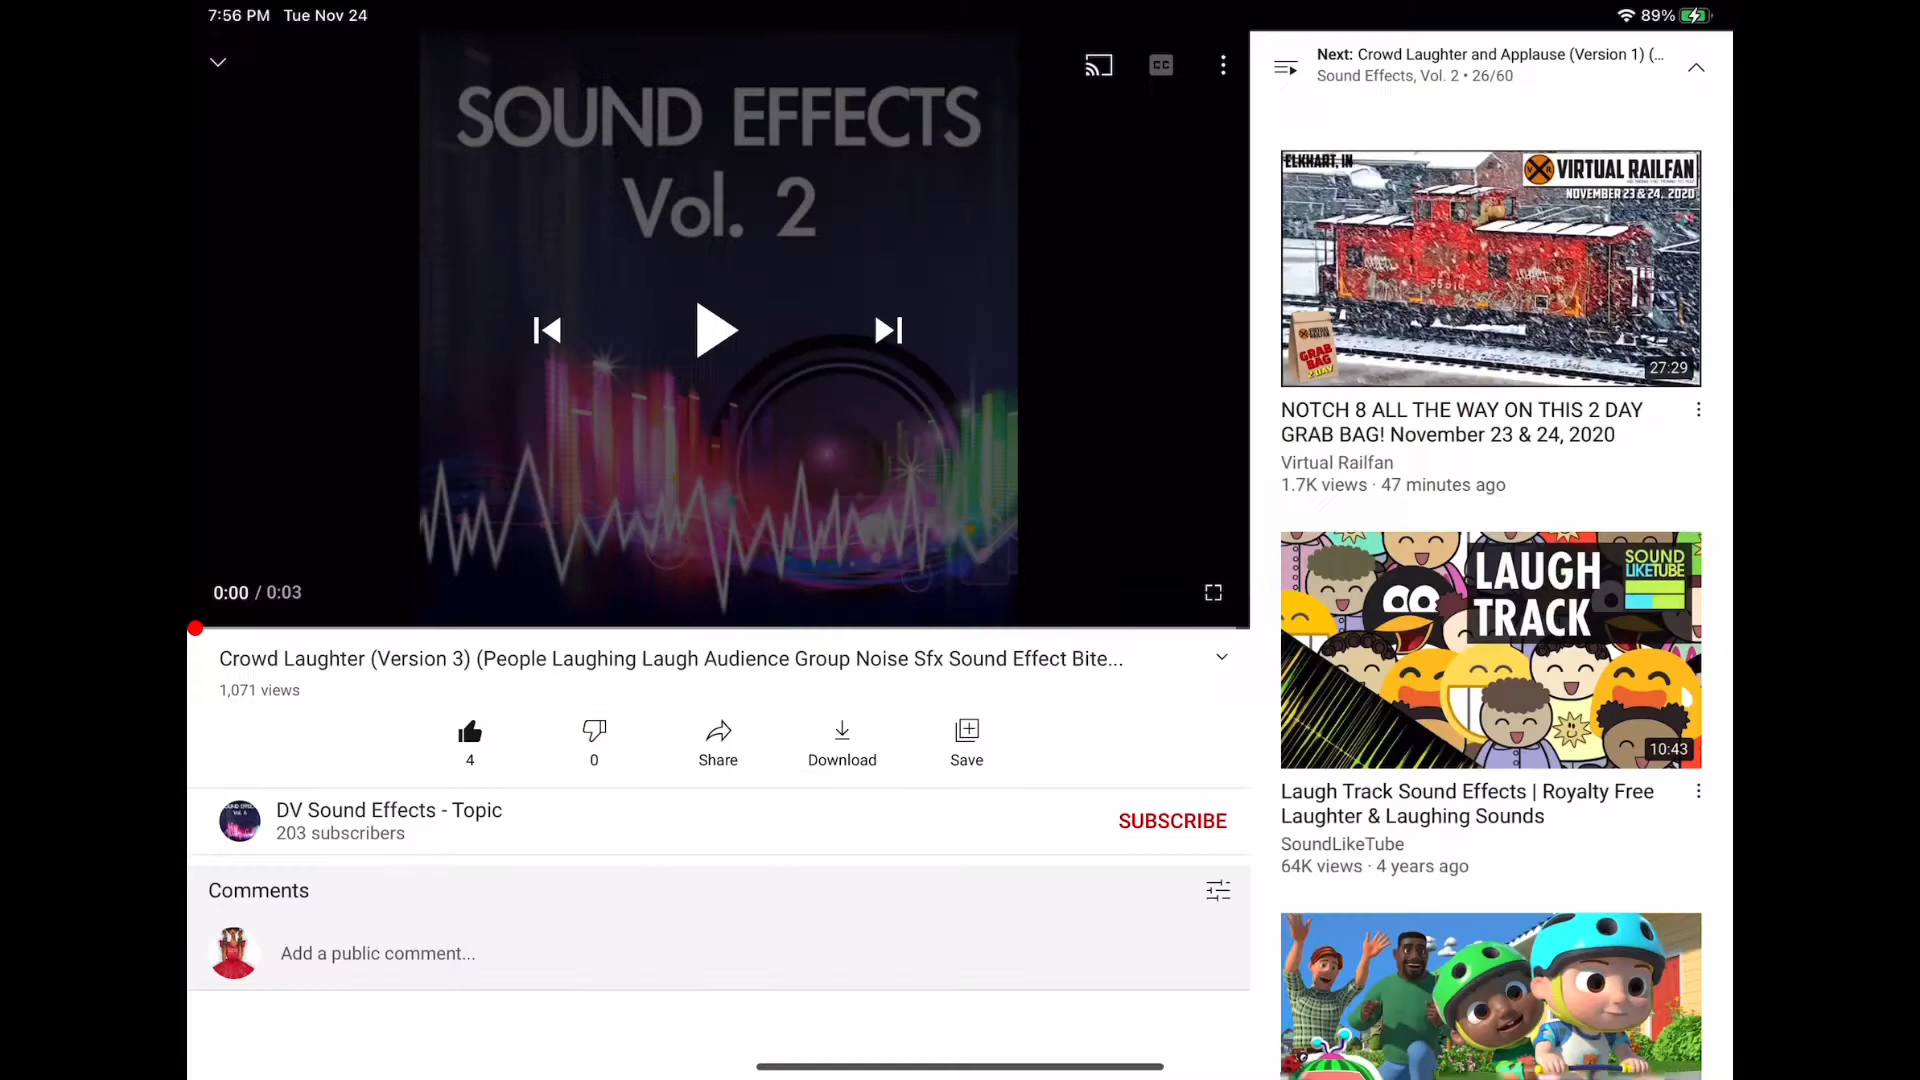 7:56 PM Tue Nov 24
89%
SOUND EFFECTS
Vol. 2
CC
0:00 / 0:03
Crowd Laughter (Version 3) (People Laughing Laugh Audience Group Noise Sfx Sound Effect Bite...
1,071 views
4
0
Share
Download
Save
DV Sound Effects - Topic
203 subscribers
SUBSCRIBE
Comments
Add a public comment...
Next: Crowd Laughter and Applause (Version 1) (...
Sound Effects, Vol. 2 • 26/60
ELKHART, IN
VIRTUAL RAILFAN
NOVEMBER 23 & 24, 2020
GRAB
BAG
2 DAY
27:29
NOTCH 8 ALL THE WAY ON THIS 2 DAY
GRAB BAG! November 23 & 24, 2020
Virtual Railfan
1.7K views · 47 minutes ago
LAUGH
TRACK
SOUND
LIKETUBE
10:43
Laugh Track Sound Effects | Royalty Free
Laughter & Laughing Sounds
SoundLikeTube
64K views · 4 years ago